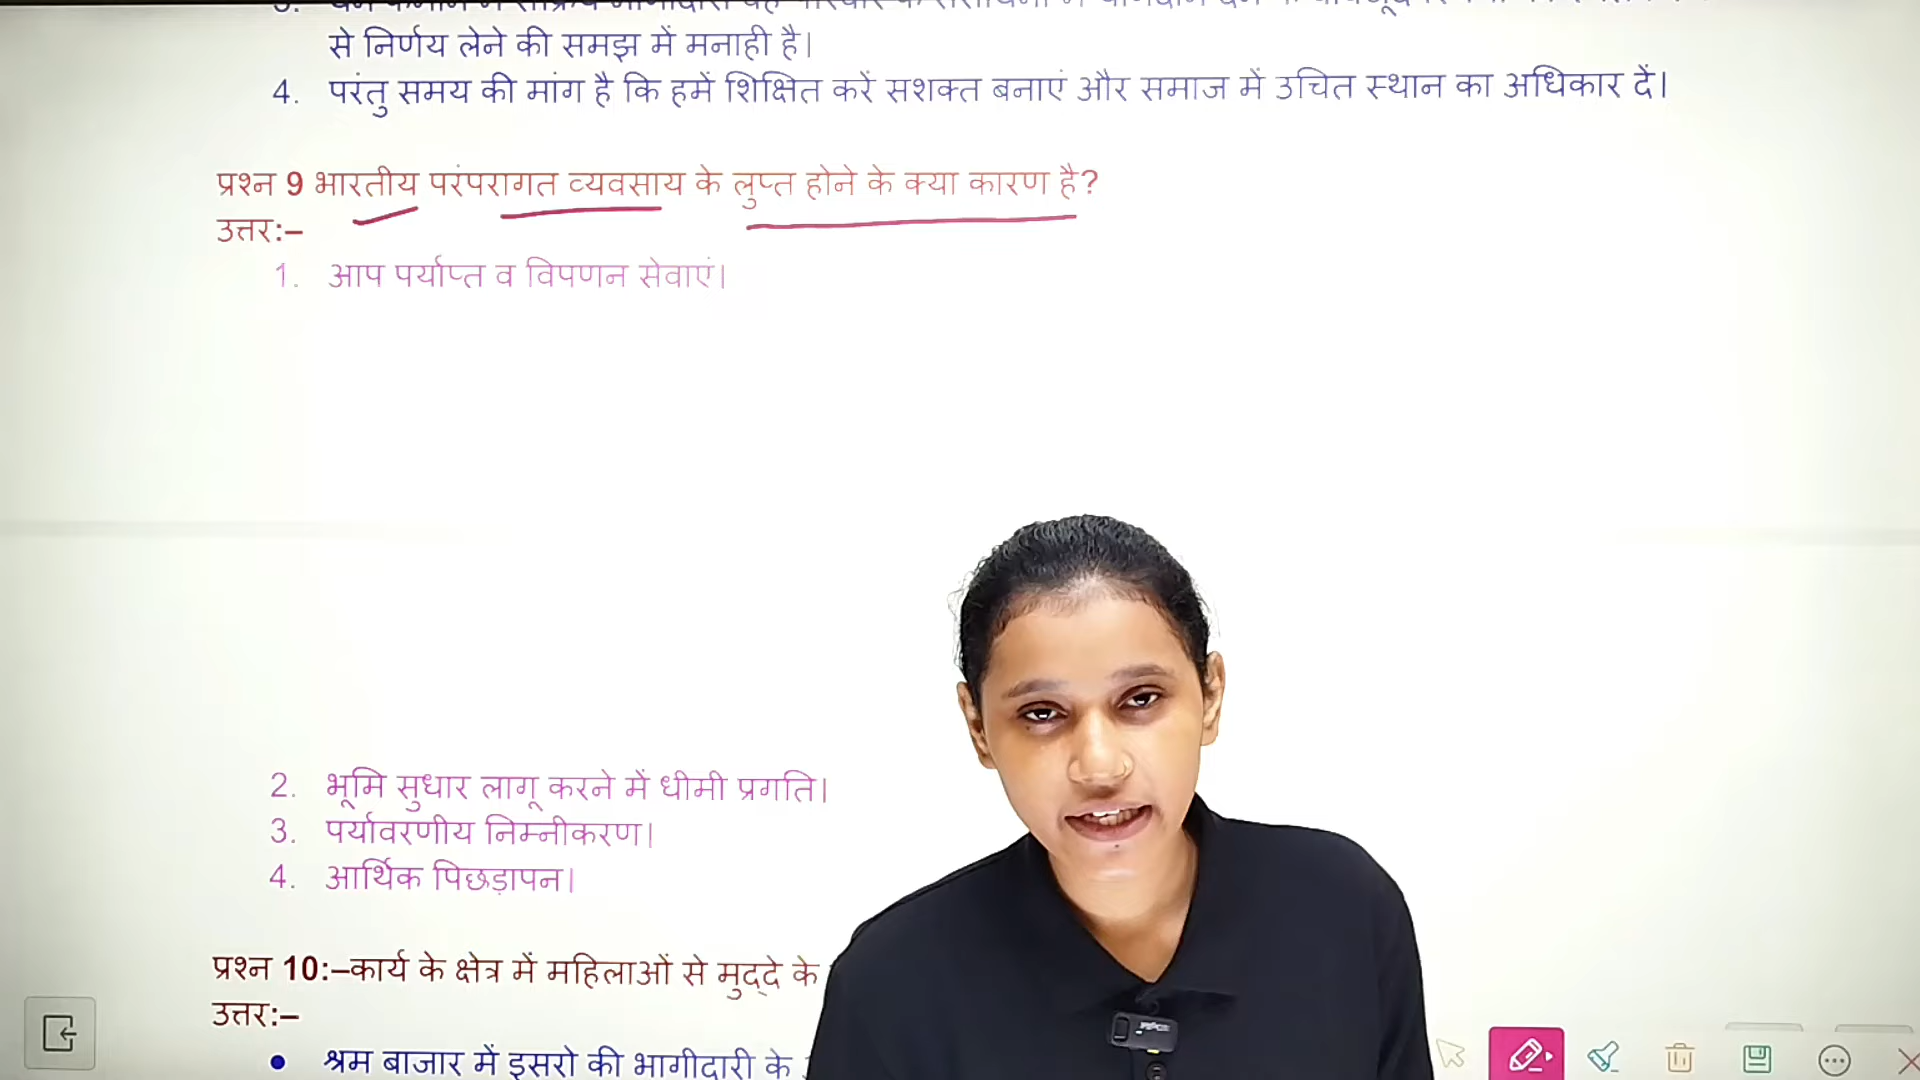 से निर्णय लेने की समझ में मनाही है।
4. परंतु समय की मांग है कि हमें शिक्षित करें सशक्त बनाएं और समाज में उचित स्थान का अधिकार दें।
प्रश्न 9 भारतीय परंपरागत व्यवसाय के लुप्त होने के क्या कारण है?
उत्तर:–
1. आप पर्याप्त व विपणन सेवाएं।
2. भूमि सुधार लागू करने में धीमी प्रगति।
3. पर्यावरणीय निम्नीकरण।
4. आर्थिक पिछड़ापन।
प्रश्न 10:–कार्य के क्षेत्र में महिलाओं से मुद्दे के
उत्तर:–
• श्रम बाजार में इसरो की भागीदारी के